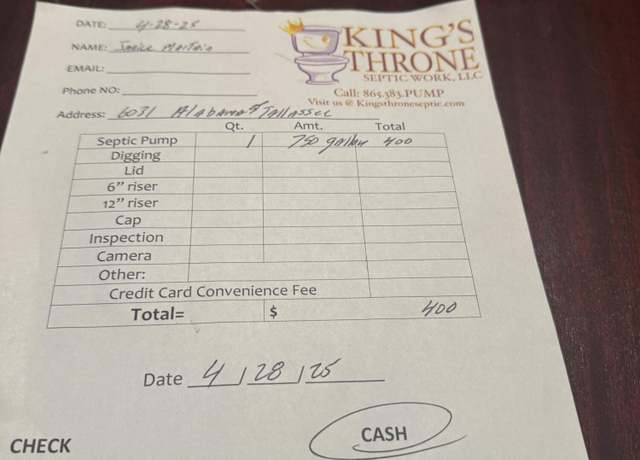 DATE: 4-28-25
NAME: Janice
EMAIL:
Phone NO:
Address: 6031 Alabama St Tallassee
KING'S
THRONE
SEPTIC WORK, LLC
Call: 865.583.PUMP
Visit us @ Kingsthroneseptic.com
Qt. Amt. Total
Septic Pump 1 750 gallon 400
Digging
Lid
6” riser
12” riser
Cap
Inspection
Camera
Other:
Credit Card Convenience Fee
Total= $ 400
Date 4/28/25
CHECK CASH